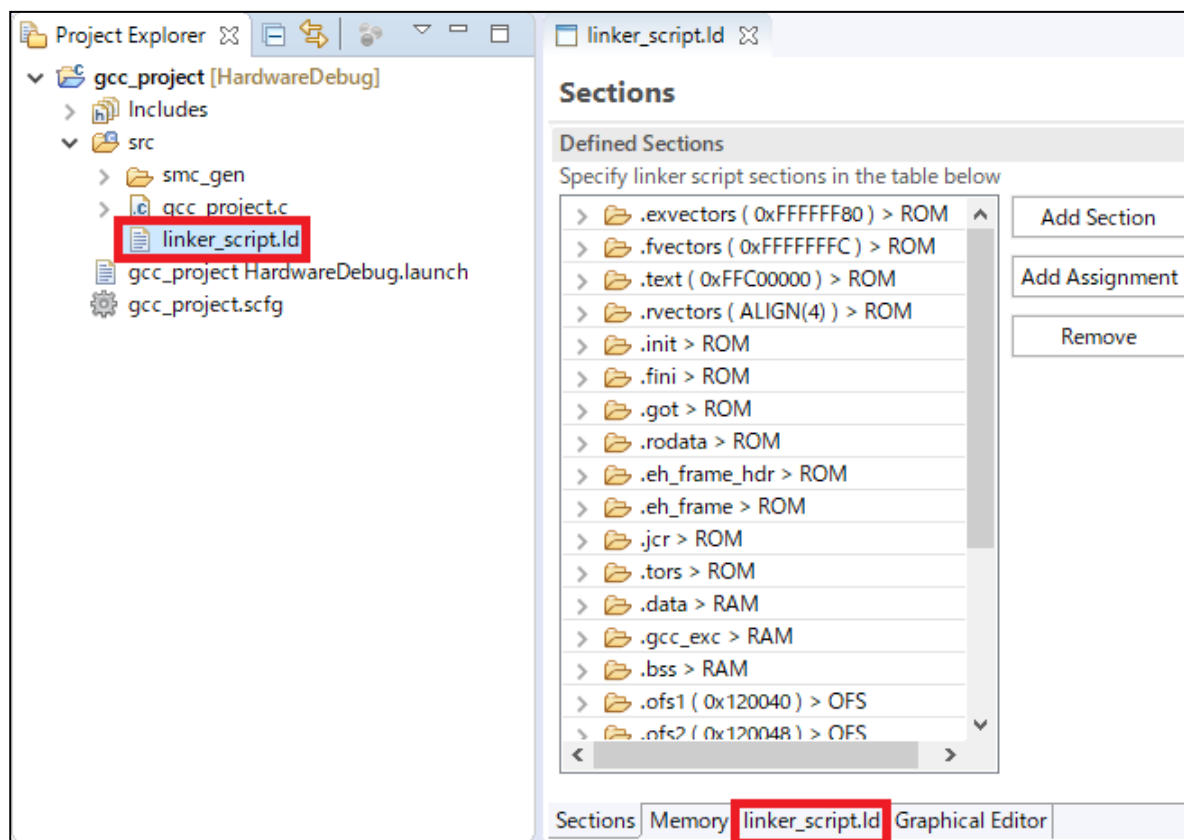 Project Explorer
gcc_project [HardwareDebug]
Includes
src
smc_gen
gcc_project.c
linker_script.ld
gcc_project HardwareDebug.launch
gcc_project.scfg
linker_script.ld
Sections
Defined Sections
Specify linker script sections in the table below
.exvectors ( 0xFFFFFF80 ) > ROM
.fvectors ( 0xFFFFFFFC ) > ROM
.text ( 0xFFC00000 ) > ROM
.rvectors ( ALIGN(4) ) > ROM
.init > ROM
.fini > ROM
.got > ROM
.rodata > ROM
.eh_frame_hdr > ROM
.eh_frame > ROM
.jcr > ROM
.tors > ROM
.data > RAM
.gcc_exc > RAM
.bss > RAM
.ofs1 ( 0x120040 ) > OFS
.ofs2 ( 0x120048 ) > OFS
Add Section
Add Assignment
Remove
Sections Memory linker_script.ld Graphical Editor